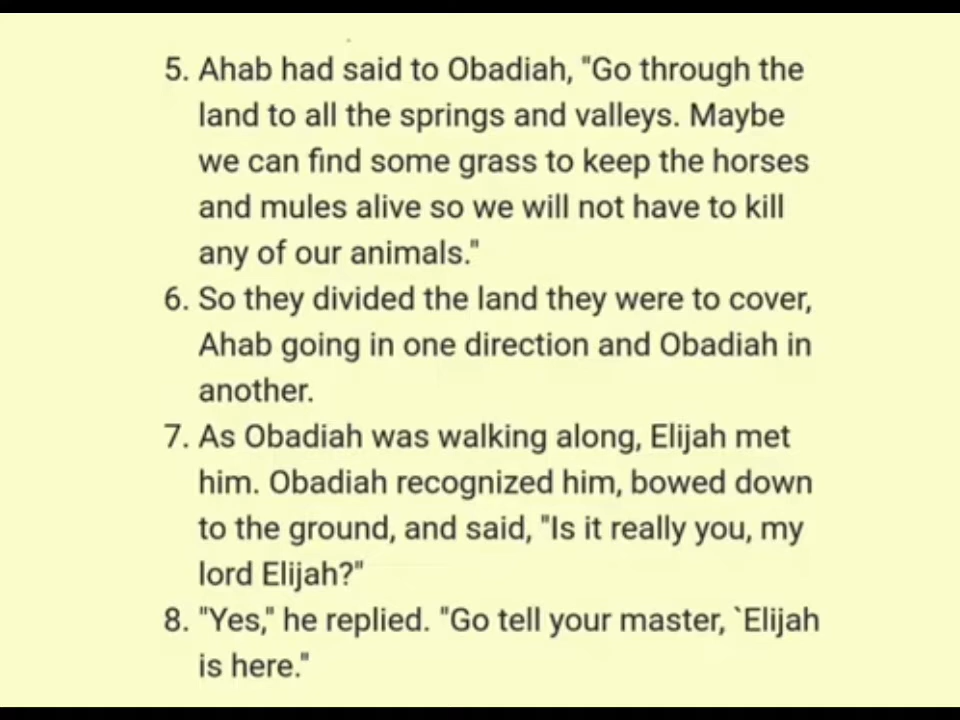 5. Ahab had said to Obadiah, "Go through the
land to all the springs and valleys. Maybe
we can find some grass to keep the horses
and mules alive so we will not have to kill
any of our animals."
6. So they divided the land they were to cover,
Ahab going in one direction and Obadiah in
another.
7. As Obadiah was walking along, Elijah met
him. Obadiah recognized him, bowed down
to the ground, and said, "Is it really you, my
lord Elijah?"
8. "Yes," he replied. "Go tell your master, `Elijah
is here."